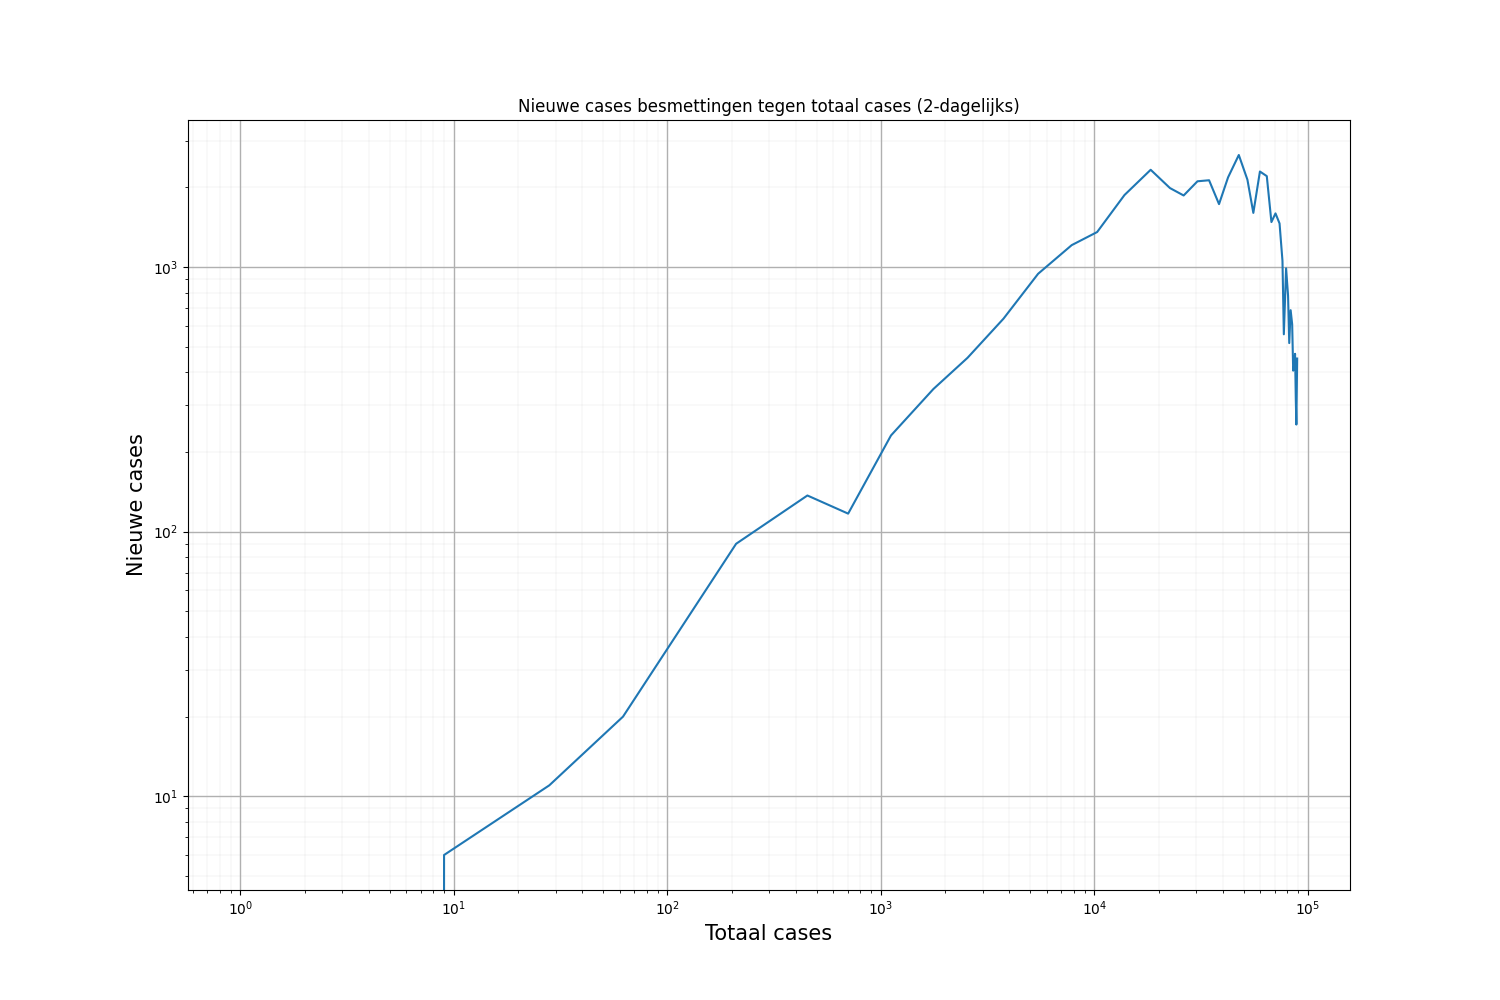 Nieuwe cases besmettingen tegen totaal cases (2-dagelijks)
Nieuwe cases
10³
10²
10¹
10⁰ 10¹ 10² 10³ 10⁴ 10⁵
Totaal cases